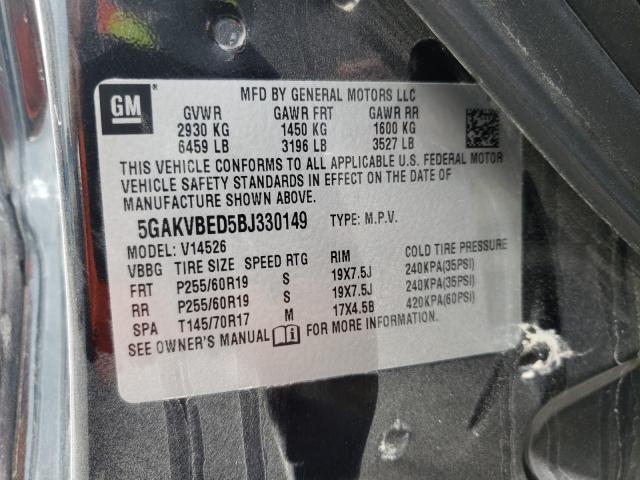 GM
MFD BY GENERAL MOTORS LLC
GVWR GAWR FRT GAWR RR
2930 KG 1450 KG 1600 KG
6459 LB 3196 LB 3527 LB
THIS VEHICLE CONFORMS TO ALL APPLICABLE U.S. FEDERAL MOTOR
VEHICLE SAFETY STANDARDS IN EFFECT ON THE DATE OF
MANUFACTURE SHOWN ABOVE.
5GAKVBED5BJ330149 TYPE: M.P.V.
MODEL: V14526
VBBG TIRE SIZE SPEED RTG RIM COLD TIRE PRESSURE
FRT P255/60R19 S 19X7.5J 240KPA(35PSI)
RR P255/60R19 S 19X7.5J 240KPA(35PSI)
SPA T145/70R17 M 17X4.5B 420KPA(60PSI)
SEE OWNER'S MANUAL FOR MORE INFORMATION.